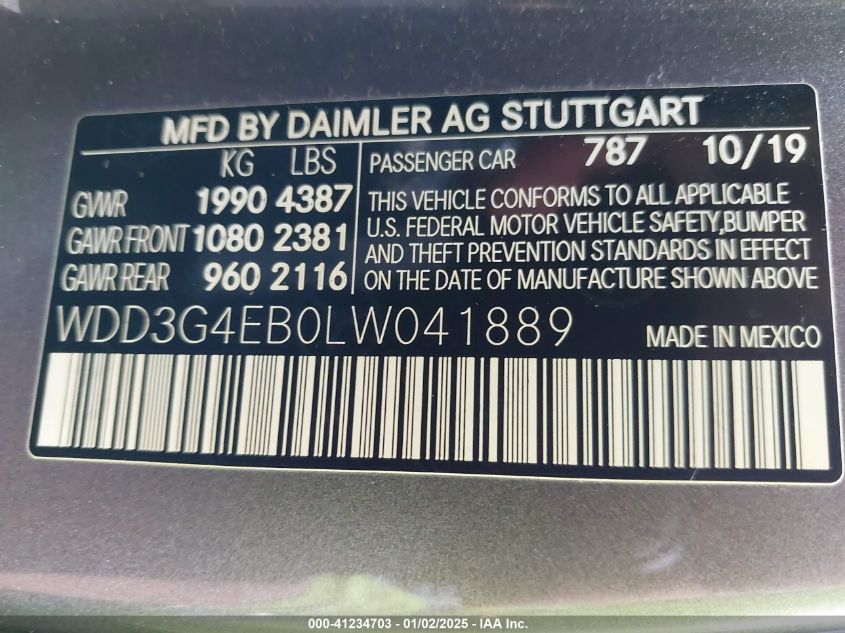 MFD BY DAIMLER AG STUTTGART
KG LBS
GVWR 1990 4387
GAWR FRONT 1080 2381
GAWR REAR 960 2116
PASSENGER CAR 787 10/19
THIS VEHICLE CONFORMS TO ALL APPLICABLE
U.S. FEDERAL MOTOR VEHICLE SAFETY,BUMPER
AND THEFT PREVENTION STANDARDS IN EFFECT
ON THE DATE OF MANUFACTURE SHOWN ABOVE
WDD3G4EB0LW041889
MADE IN MEXICO
000-41234703 - 01/02/2025 - IAA Inc.